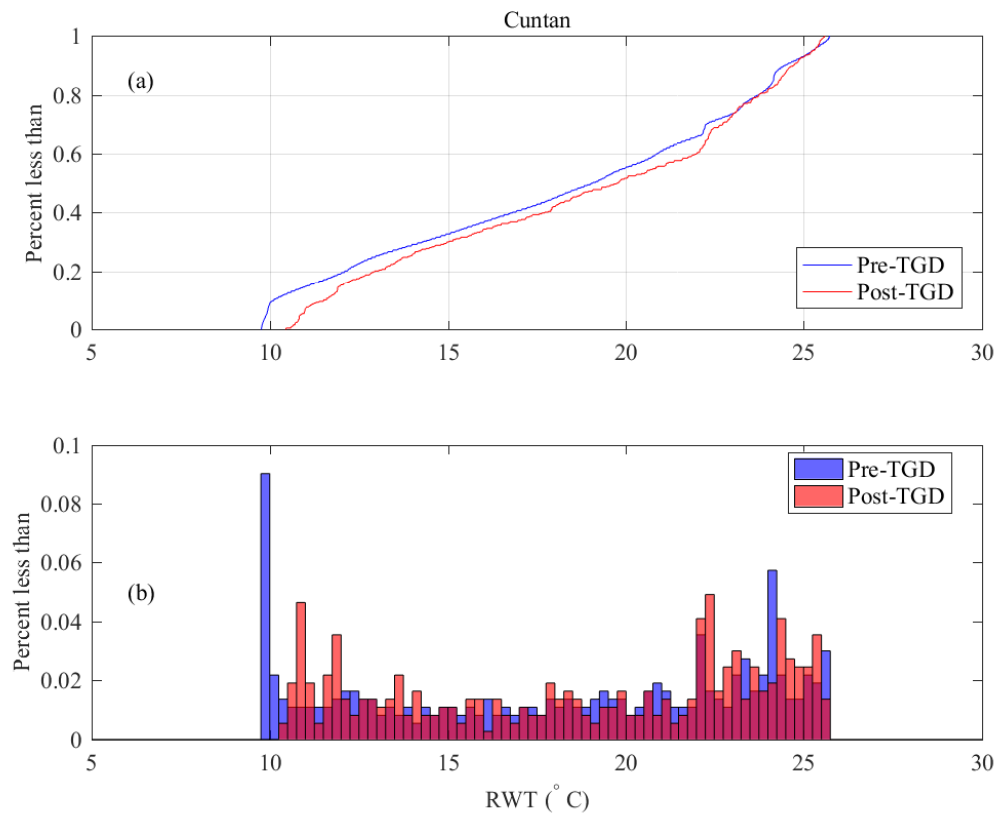 Cuntan
1
0.8
0.6
0.4
0.2
0
Percent less than
(a)
Pre-TGD
Post-TGD
5 10 15 20 25 30
0.1
0.08
0.06
0.04
0.02
0
Percent less than
(b)
Pre-TGD
Post-TGD
5 10 15 20 25 30
RWT (° C)